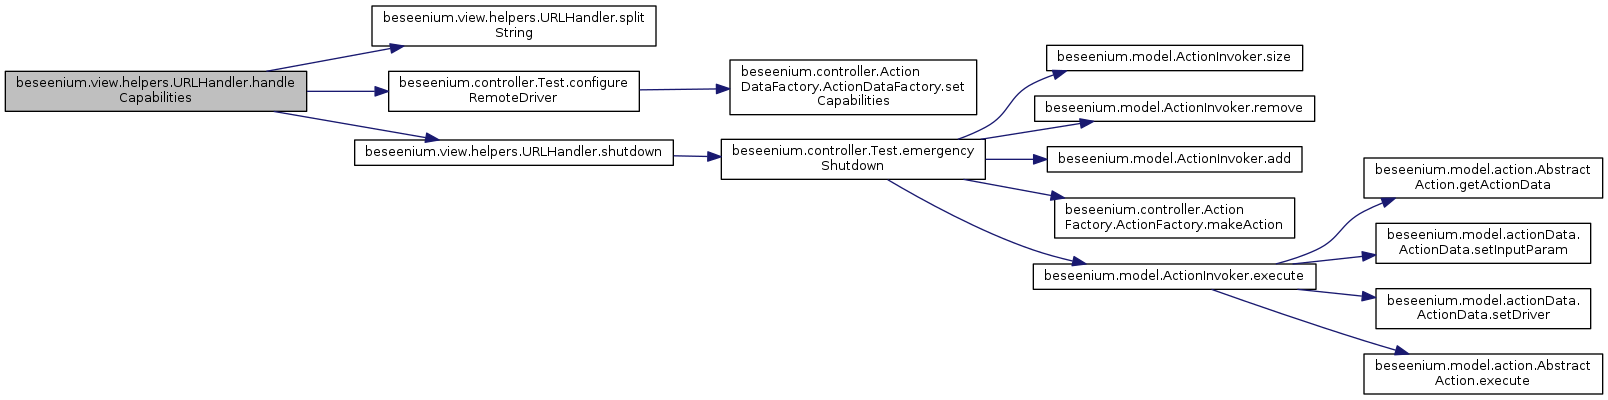 beseenium.view.helpers.URLHandler.handle
Capabilities
beseenium.view.helpers.URLHandler.split
String
beseenium.controller.Test.configure
RemoteDriver
beseenium.view.helpers.URLHandler.shutdown
beseenium.controller.Action
DataFactory.ActionDataFactory.set
Capabilities
beseenium.controller.Test.emergency
Shutdown
beseenium.model.ActionInvoker.size
beseenium.model.ActionInvoker.remove
beseenium.model.ActionInvoker.add
beseenium.controller.Action
Factory.ActionFactory.makeAction
beseenium.model.ActionInvoker.execute
beseenium.model.action.Abstract
Action.getActionData
beseenium.model.actionData.
ActionData.setInputParam
beseenium.model.actionData.
ActionData.setDriver
beseenium.model.action.Abstract
Action.execute